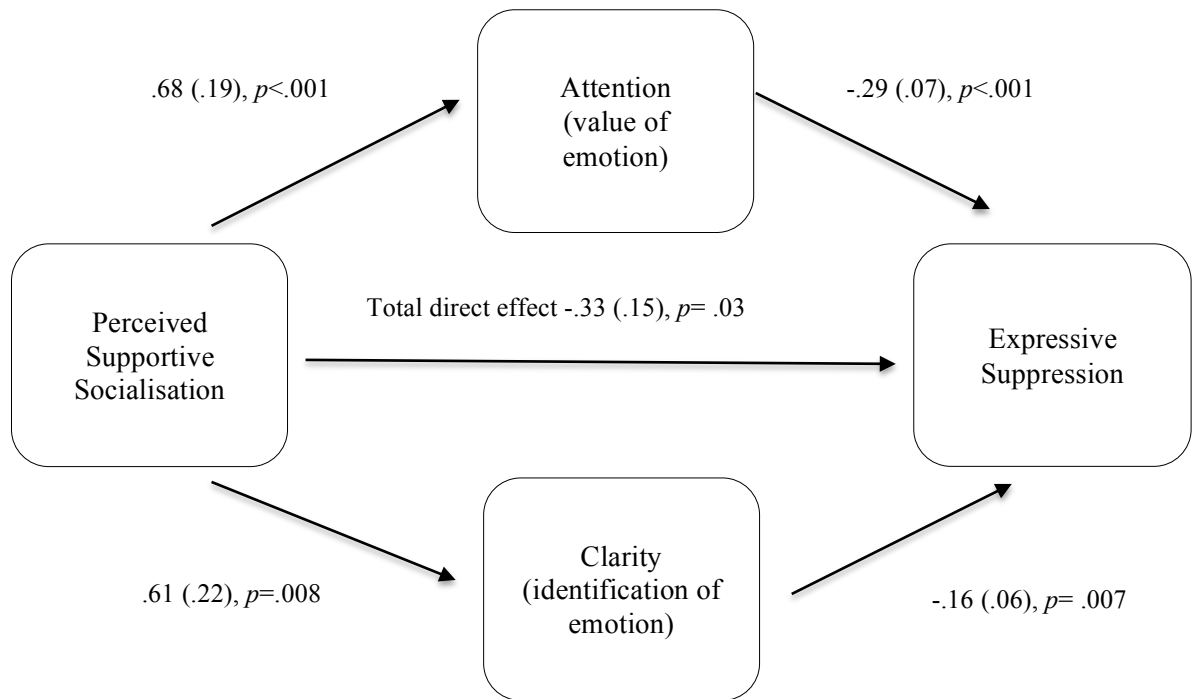 .68 (.19), p<.001
Attention
(value of
emotion)
-.29 (.07), p<.001
Perceived
Supportive
Socialisation
Total direct effect -.33 (.15), p= .03
Expressive
Suppression
.61 (.22), p=.008
Clarity
(identification of
emotion)
-.16 (.06), p= .007